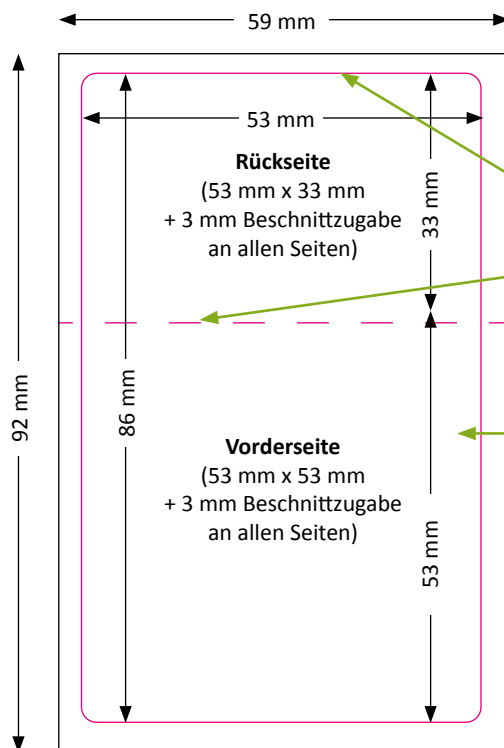 59 mm
53 mm
Rückseite
(53 mm x 33 mm
+ 3 mm Beschnittzugabe
an allen Seiten)
33 mm
92 mm
86 mm
Vorderseite
(53 mm x 53 mm
+ 3 mm Beschnittzugabe
an allen Seiten)
53 mm